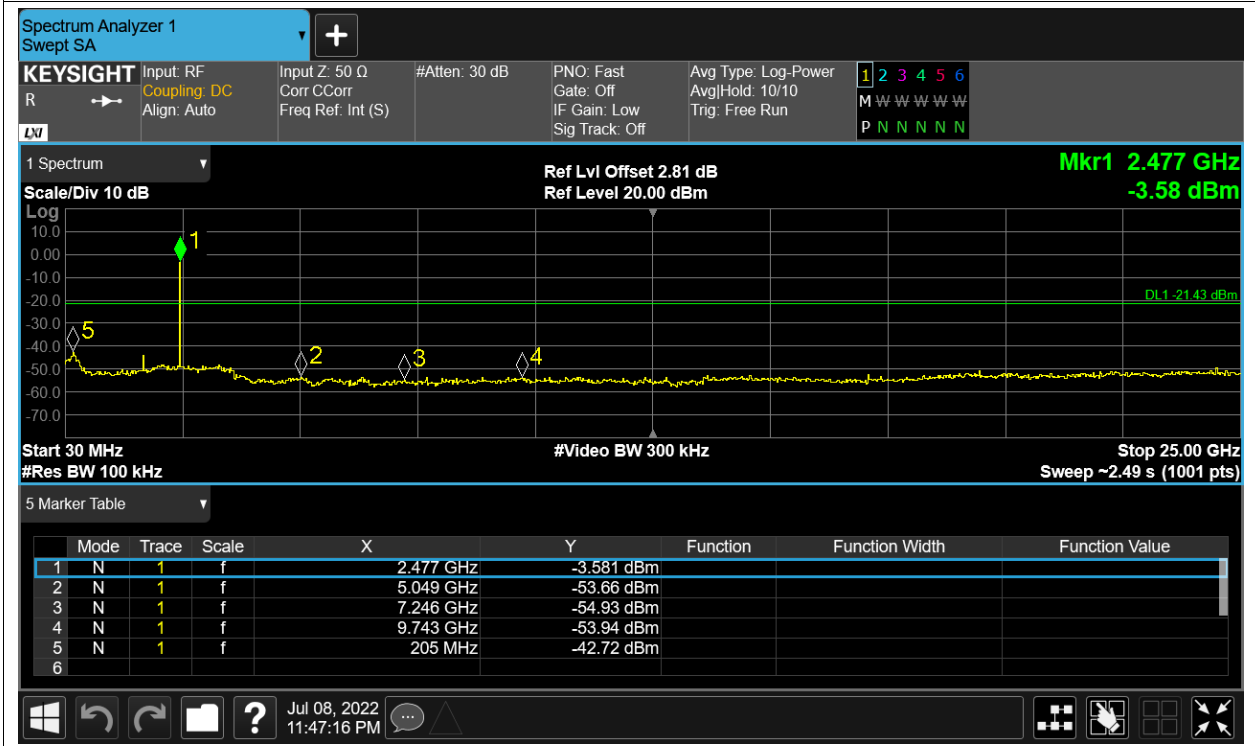 Spectrum Analyzer 1
Swept SA
+
KEYSIGHT
R
LXI
Input: RF
Coupling: DC
Align: Auto
Input Z: 50 Ω
Corr CCorr
Freq Ref: Int (S)
#Atten: 30 dB
PNO: Fast
Gate: Off
IF Gain: Low
Sig Track: Off
Avg Type: Log-Power
Avg|Hold: 10/10
Trig: Free Run
1 2 3 4 5 6
M W W W W W
P N N N N N
1 Spectrum
Scale/Div 10 dB
Ref Lvl Offset 2.81 dB
Ref Level 20.00 dBm
Mkr1 2.477 GHz
-3.58 dBm
Log
10.0
0.00
-10.0
-20.0
-30.0
-40.0
-50.0
-60.0
-70.0
1
DL1 -21.43 dBm
5
2
3
4
Start 30 MHz
#Res BW 100 kHz
#Video BW 300 kHz
Stop 25.00 GHz
Sweep ~2.49 s (1001 pts)
5 Marker Table
Mode Trace Scale X Y Function Function Width Function Value
1 N 1 f 2.477 GHz -3.581 dBm
2 N 1 f 5.049 GHz -53.66 dBm
3 N 1 f 7.246 GHz -54.93 dBm
4 N 1 f 9.743 GHz -53.94 dBm
5 N 1 f 205 MHz -42.72 dBm
6
?
Jul 08, 2022
11:47:16 PM